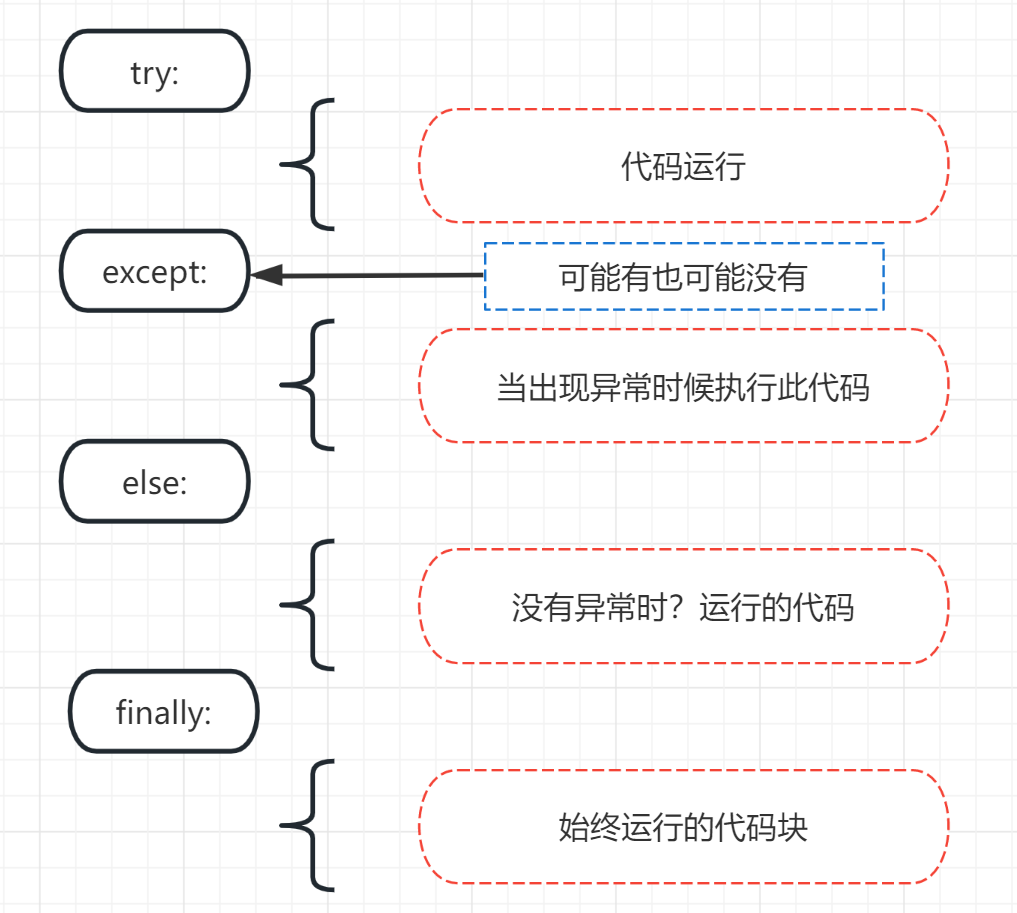 try:
代码运行
except:
可能有也可能没有
当出现异常时候执行此代码
else:
没有异常时？运行的代码
finally:
始终运行的代码块